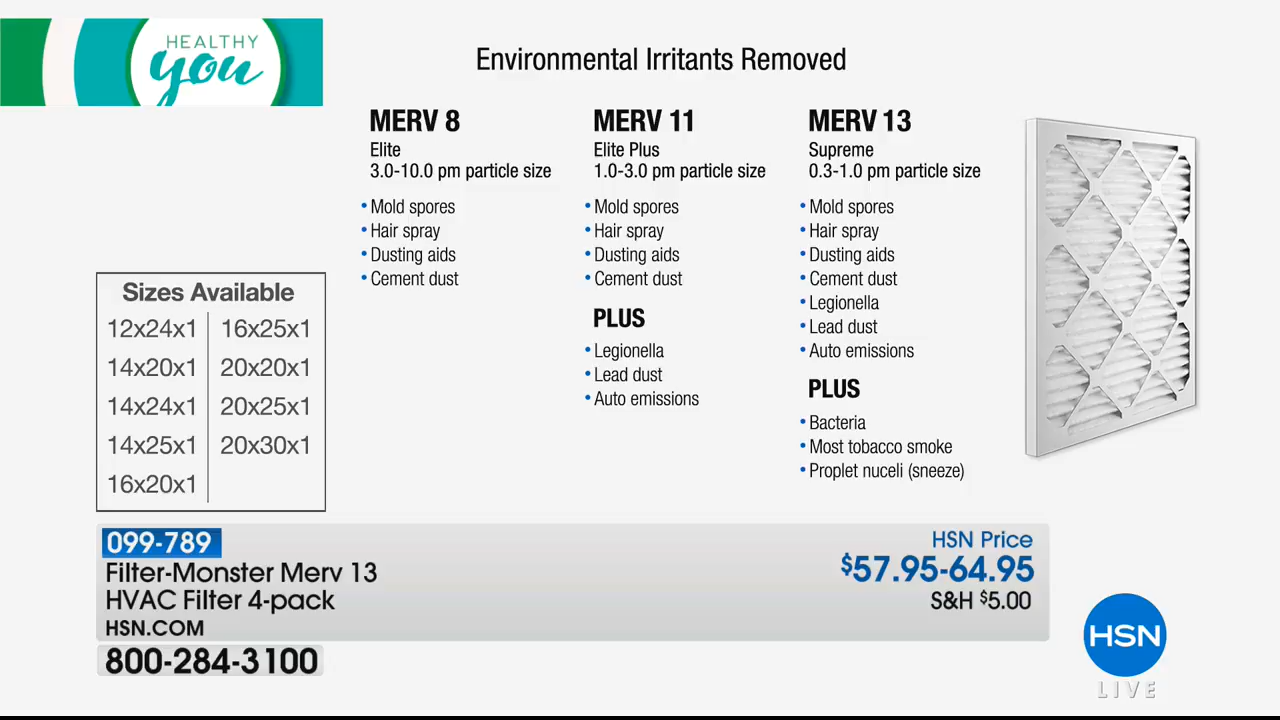 HEALTHY
you
Environmental Irritants Removed
MERV 8
Elite
3.0-10.0 pm particle size
• Mold spores
• Hair spray
• Dusting aids
• Cement dust
MERV 11
Elite Plus
1.0-3.0 pm particle size
• Mold spores
• Hair spray
• Dusting aids
• Cement dust
PLUS
• Legionella
• Lead dust
• Auto emissions
MERV 13
Supreme
0.3-1.0 pm particle size
• Mold spores
• Hair spray
• Dusting aids
• Cement dust
• Legionella
• Lead dust
• Auto emissions
PLUS
• Bacteria
• Most tobacco smoke
• Proplet nuceli (sneeze)
Sizes Available
12x24x1 16x25x1
14x20x1 20x20x1
14x24x1 20x25x1
14x25x1 20x30x1
16x20x1
099-789
Filter-Monster Merv 13
HVAC Filter 4-pack
HSN.COM
HSN Price
$57.95-64.95
S&H $5.00
800-284-3100
HSN
LIVE